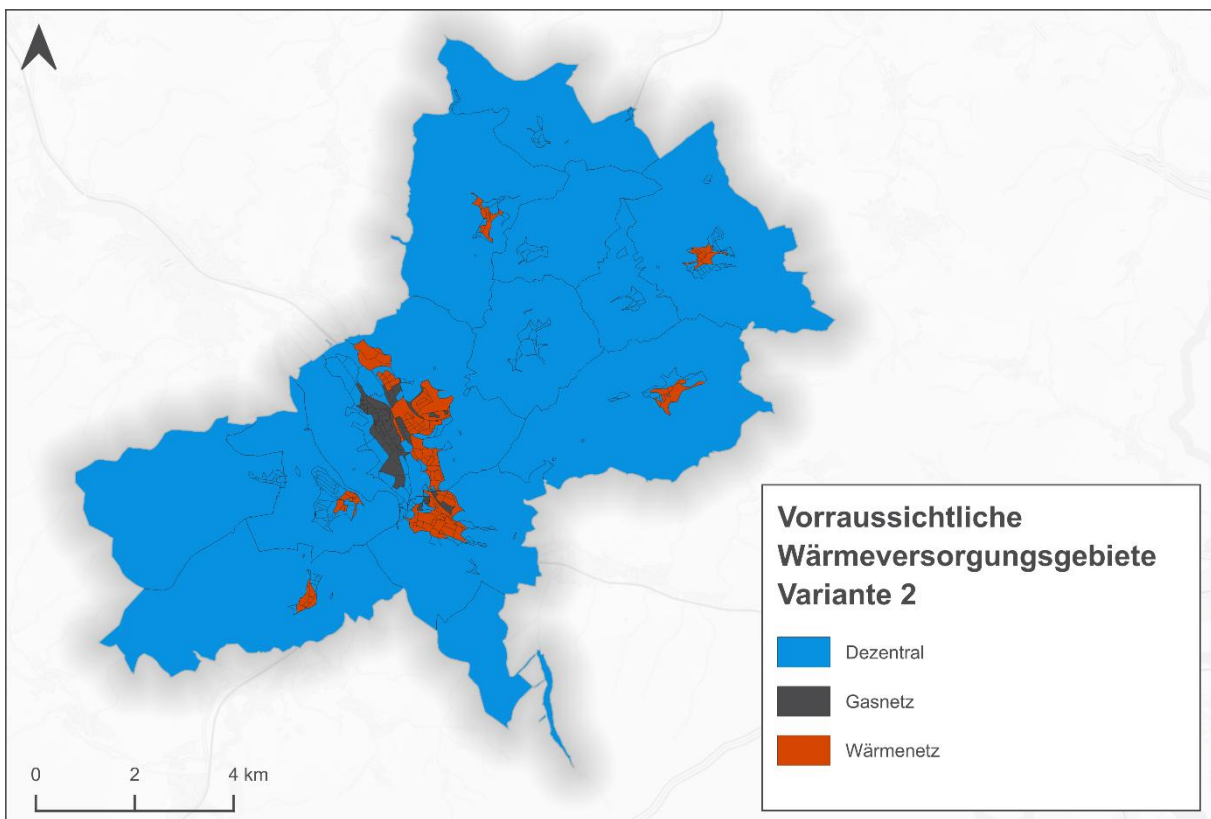 Vorraussichtliche
Wärmeversorgungsgebiete
Variante 2
Dezentral
Gasnetz
Wärmenetz
0 2 4 km